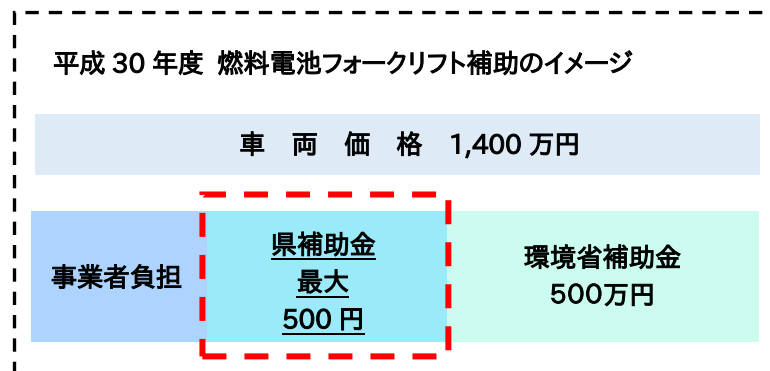 平成 30 年度 燃料電池フォークリフト補助のイメージ
車 両 価 格 1,400 万円
事業者負担
県補助金
最大
500 円
環境省補助金
500万円